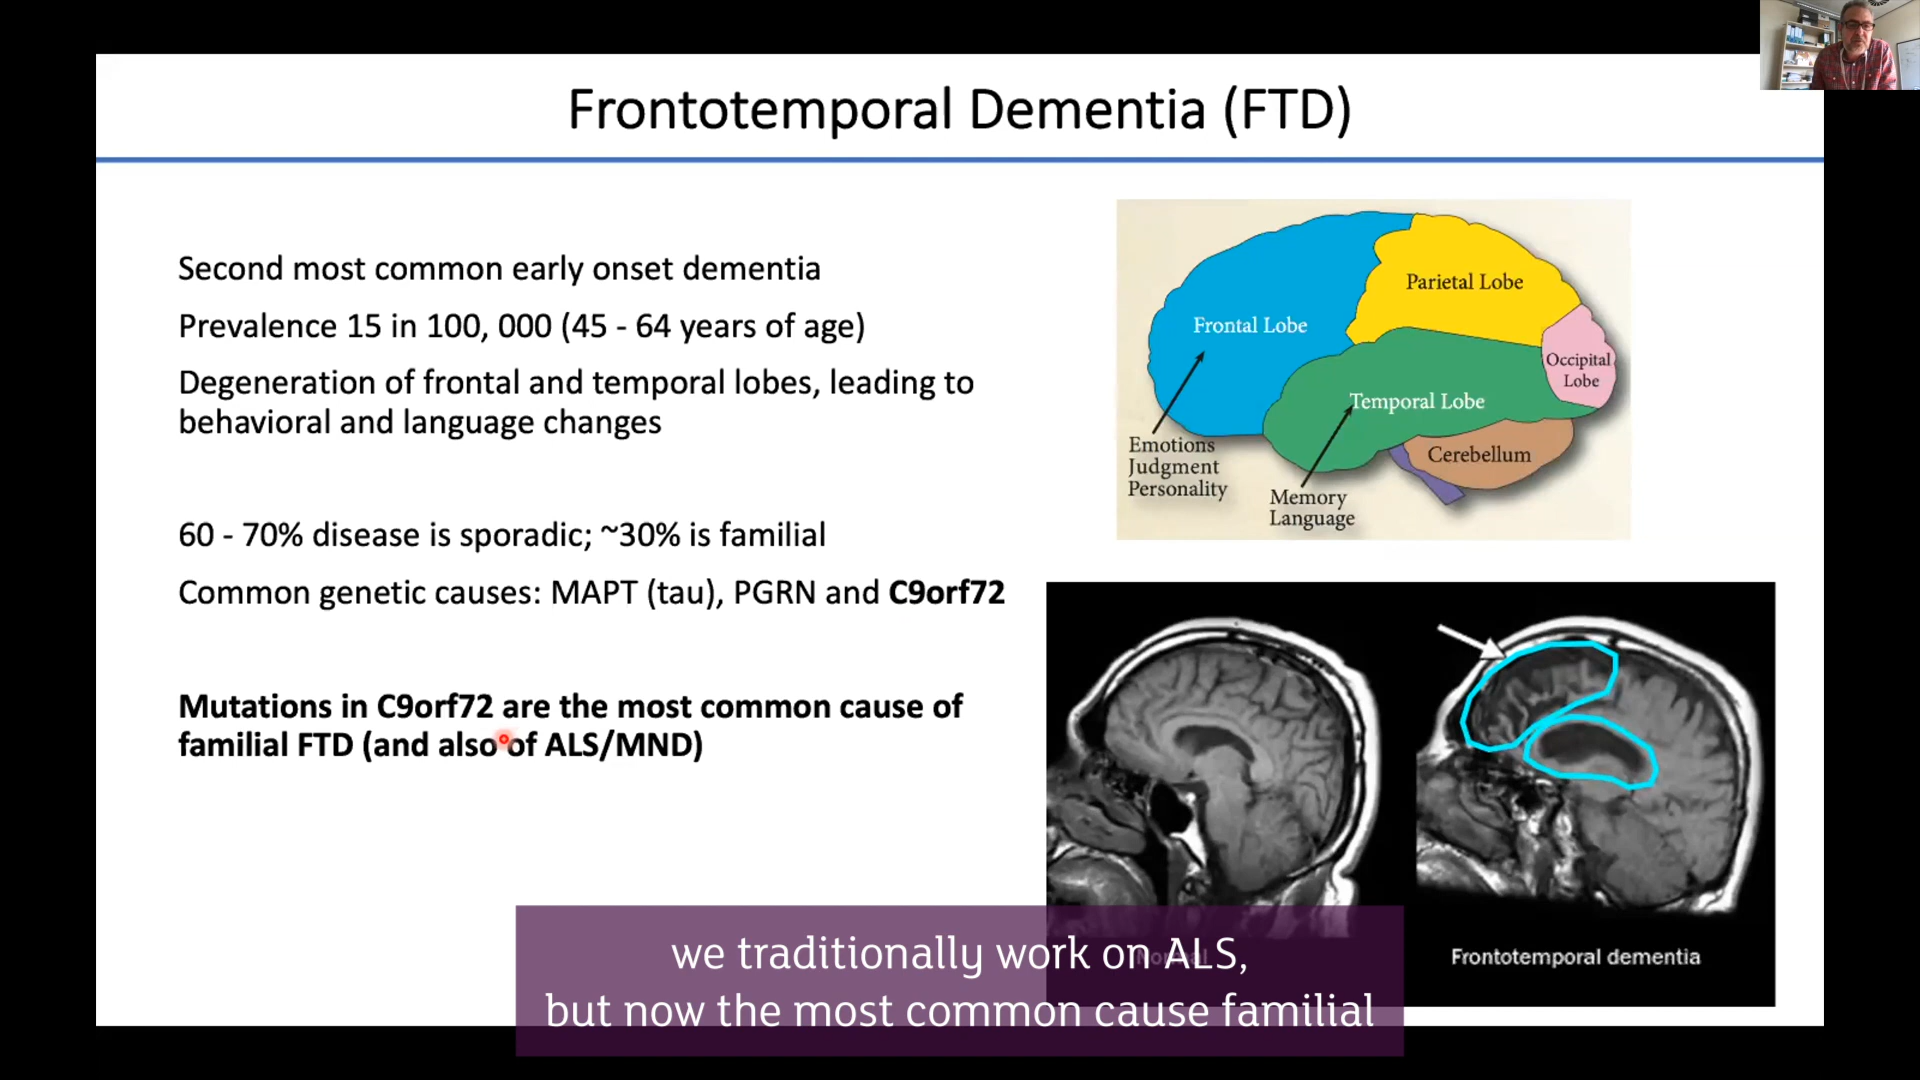 Frontotemporal Dementia (FTD)
Second most common early onset dementia
Prevalence 15 in 100, 000 (45 - 64 years of age)
Degeneration of frontal and temporal lobes, leading to
behavioral and language changes
60 - 70% disease is sporadic; ~30% is familial
Common genetic causes: MAPT (tau), PGRN and C9orf72
Mutations in C9orf72 are the most common cause of
familial FTD (and also of ALS/MND)
Frontal Lobe
Parietal Lobe
Occipital
Lobe
Temporal Lobe
Cerebellum
Emotions
Judgment
Personality
Memory
Language
Normal
Frontotemporal dementia
we traditionally work on ALS,
but now the most common cause familial